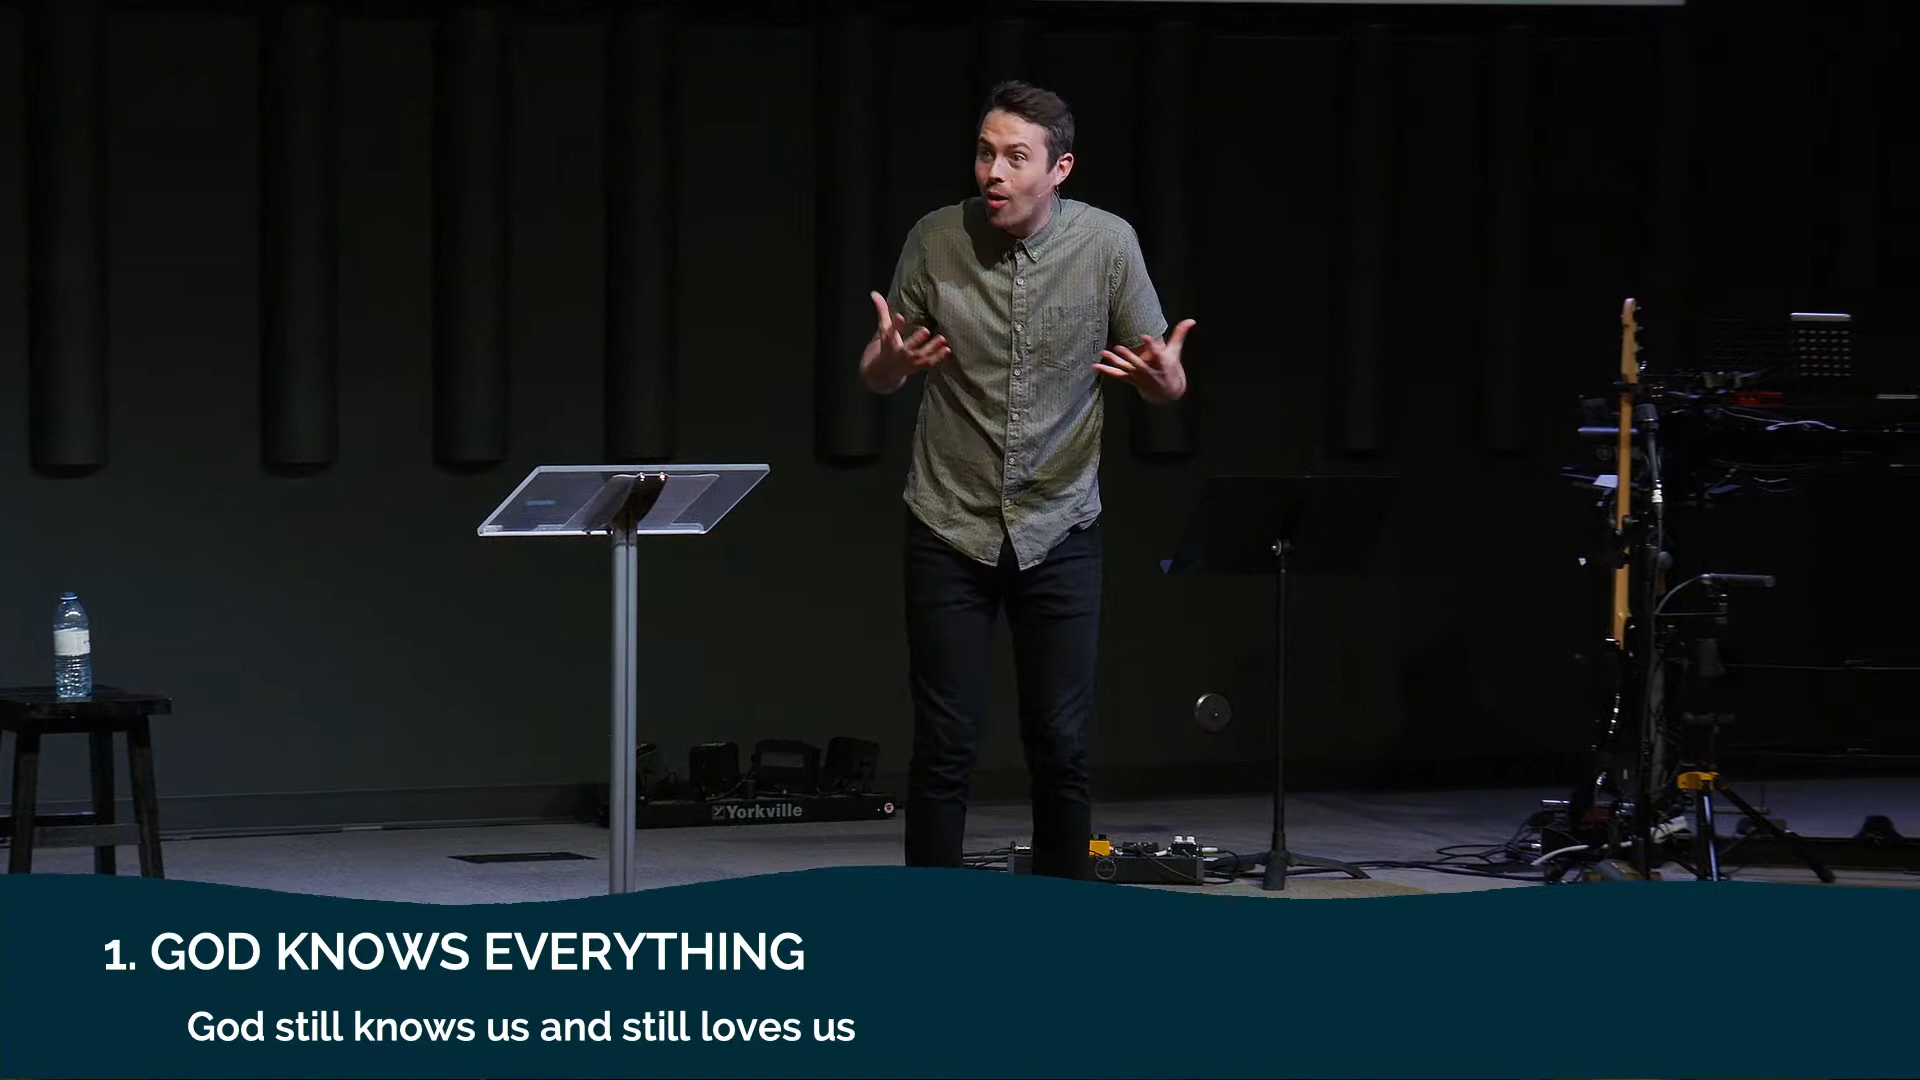 Yorkville
1. GOD KNOWS EVERYTHING
God still knows us and still loves us